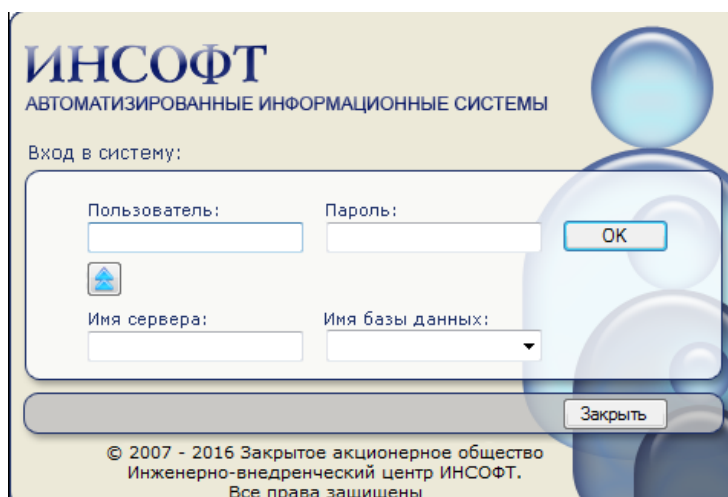 ИНСОФТ
АВТОМАТИЗИРОВАННЫЕ ИНФОРМАЦИОННЫЕ СИСТЕМЫ
Вход в систему:
Пользователь: Пароль:
OK
Имя сервера: Имя базы данных:
Закрыть
© 2007 - 2016 Закрытое акционерное общество
Инженерно-внедренческий центр ИНСОФТ.
Все права защищены